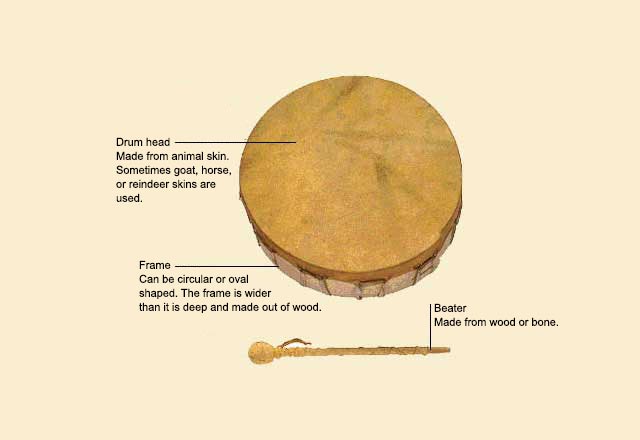 Drum head
Made from animal skin.
Sometimes goat, horse,
or reindeer skins are
used.
Frame
Can be circular or oval
shaped. The frame is wider
than it is deep and made out of wood.
Beater
Made from wood or bone.